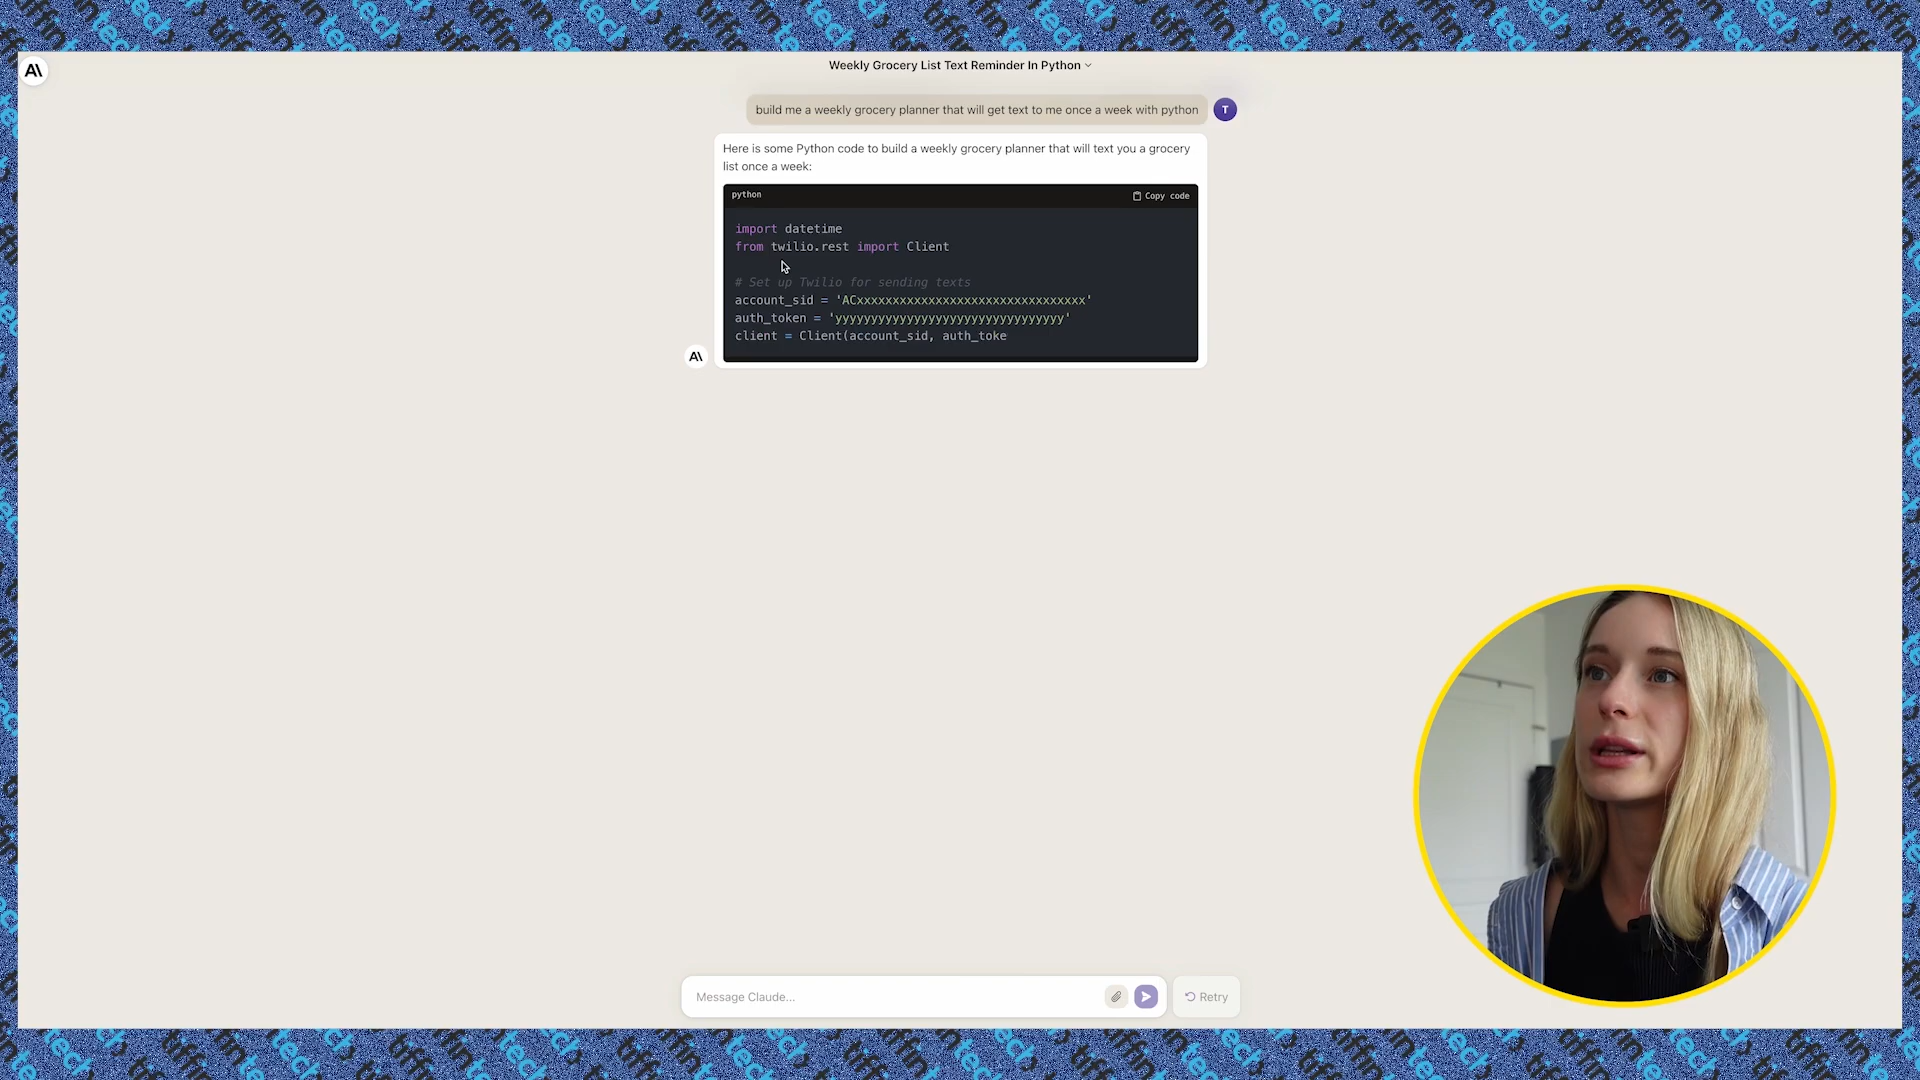 Weekly Grocery List Text Reminder In Python
build me a weekly grocery planner that will get text to me once a week with python
T
Here is some Python code to build a weekly grocery planner that will text you a grocery
list once a week:
python
Copy code
import datetime
from twilio.rest import Client
# Set up Twilio for sending texts
account_sid = 'ACxxxxxxxxxxxxxxxxxxxxxxxxxxxxxxxx'
auth_token = 'yyyyyyyyyyyyyyyyyyyyyyyyyyyyyyyy'
client = Client(account_sid, auth_toke
A\
Message Claude...
Retry
tiffin
tech